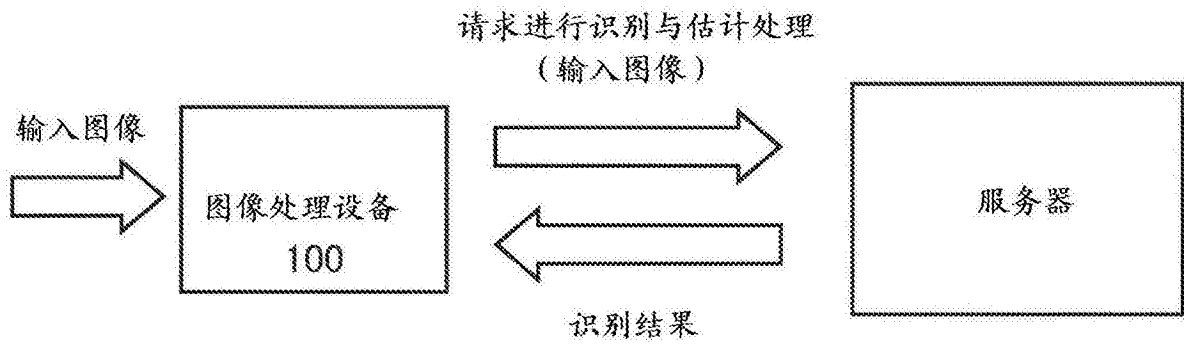 请求进行识别与估计处理
（输入图像）
输入图像
图像处理设备
100
服务器
识别结果